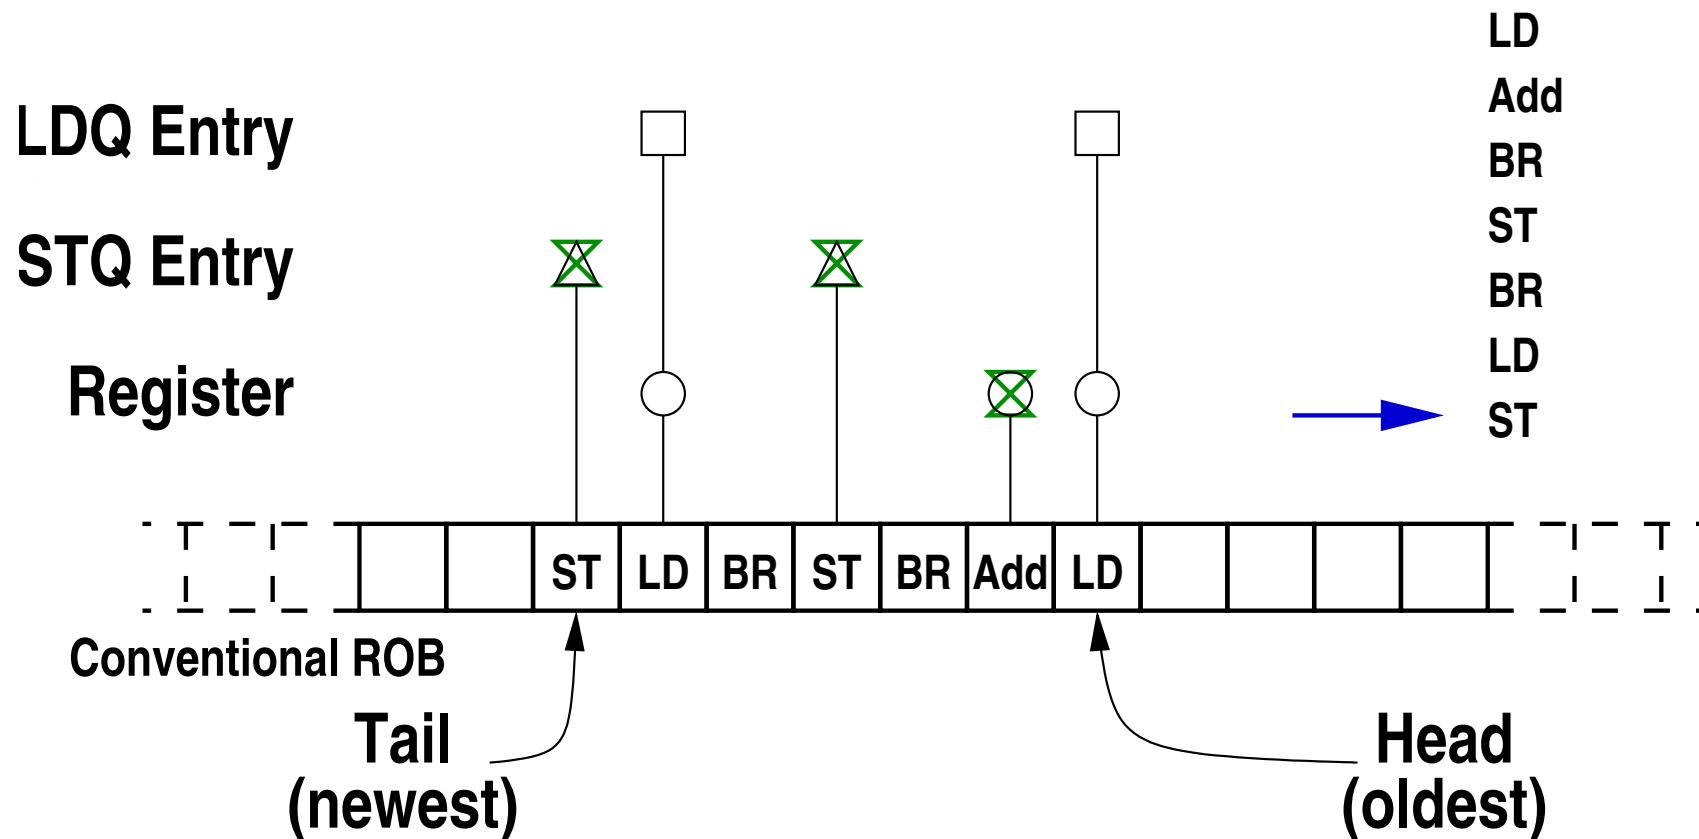 LD
Add
BR
ST
BR
LD
ST
LDQ Entry
STQ Entry
Register
ST LD BR ST BR Add LD
Conventional ROB
Tail
(newest)
Head
(oldest)